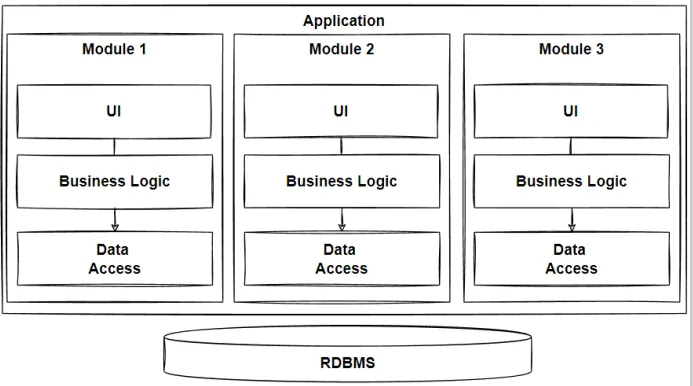 Application
Module 1
Module 2
Module 3
UI
UI
UI
Business Logic
Business Logic
Business Logic
Data
Access
Data
Access
Data
Access
RDBMS